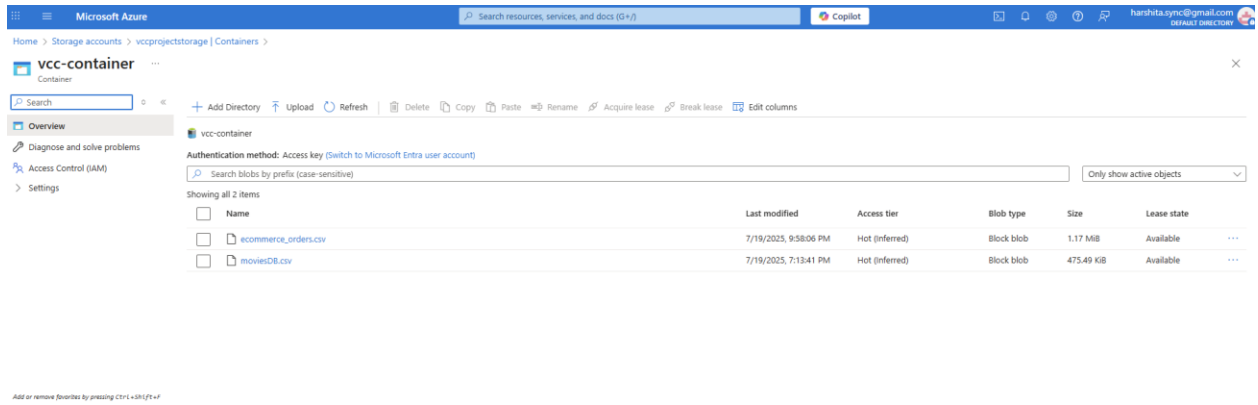 Microsoft Azure
Search resources, services, and docs (G+/)
Copilot
harshita.sync@gmail.com
DEFAULT DIRECTORY
Home > Storage accounts > vccprojectstorage | Containers >
vcc-container ...
Container
Search
Overview
Diagnose and solve problems
Access Control (IAM)
Settings
Add Directory Upload Refresh Delete Copy Paste Rename Acquire lease Break lease Edit columns
vcc-container
Authentication method: Access key (Switch to Microsoft Entra user account)
Search blobs by prefix (case-sensitive)
Only show active objects
Showing all 2 items
Name Last modified Access tier Blob type Size Lease state
ecommerce_orders.csv 7/19/2025, 9:58:06 PM Hot (Inferred) Block blob 1.17 MiB Available ...
moviesDB.csv 7/19/2025, 7:13:41 PM Hot (Inferred) Block blob 475.49 KiB Available ...
Add or remove favorites by pressing Ctrl+Shift+F